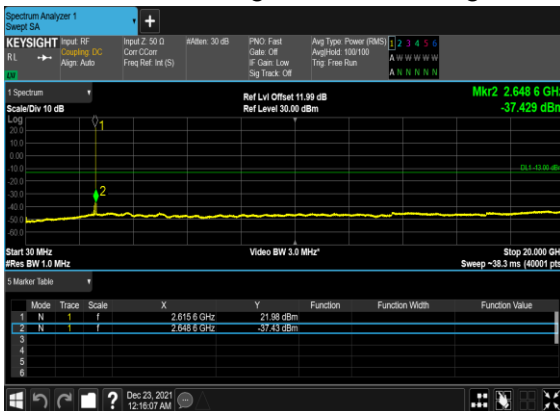 Spectrum Analyzer 1
Swept SA
+
KEYSIGHT Input: RF Input Z: 50 Ω #Atten: 30 dB PNO: Fast Avg Type: Power (RMS) 1 2 3 4 5 6
RL Coupling: DC Corr CCorr Gate: Off Avg|Hold: 100/100 A W W W W W
Align: Auto Freq Ref: Int (S) IF Gain: Low Trig: Free Run
LV Sig Track: Off A N N N N N
1 Spectrum Ref Lvl Offset 11.99 dB Mkr2 2.648 6 GHz
Scale/Div 10 dB Ref Level 30.00 dBm -37.429 dBm
Log
1
20.0
10.0
0.00
-10.0 DL1 -13.00 dBm
-20.0
-30.0
2
-40.0
-50.0
-60.0
Start 30 MHz Video BW 3.0 MHz* Stop 20.000 GHz
#Res BW 1.0 MHz Sweep ~38.3 ms (40001 pts)
5 Marker Table
Mode Trace Scale X Y Function Function Width Function Value
1 N 1 f 2.615 6 GHz 21.98 dBm
2 N 1 f 2.648 6 GHz -37.43 dBm
3
4
5
6
? Dec 23, 2021
12:16:07 AM